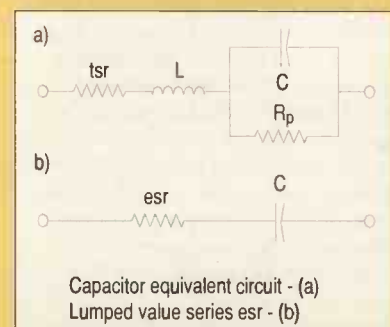 a)
tsr
L
C
Rp
b)
esr
C
Capacitor equivalent circuit - (a)
Lumped value series esr - (b)